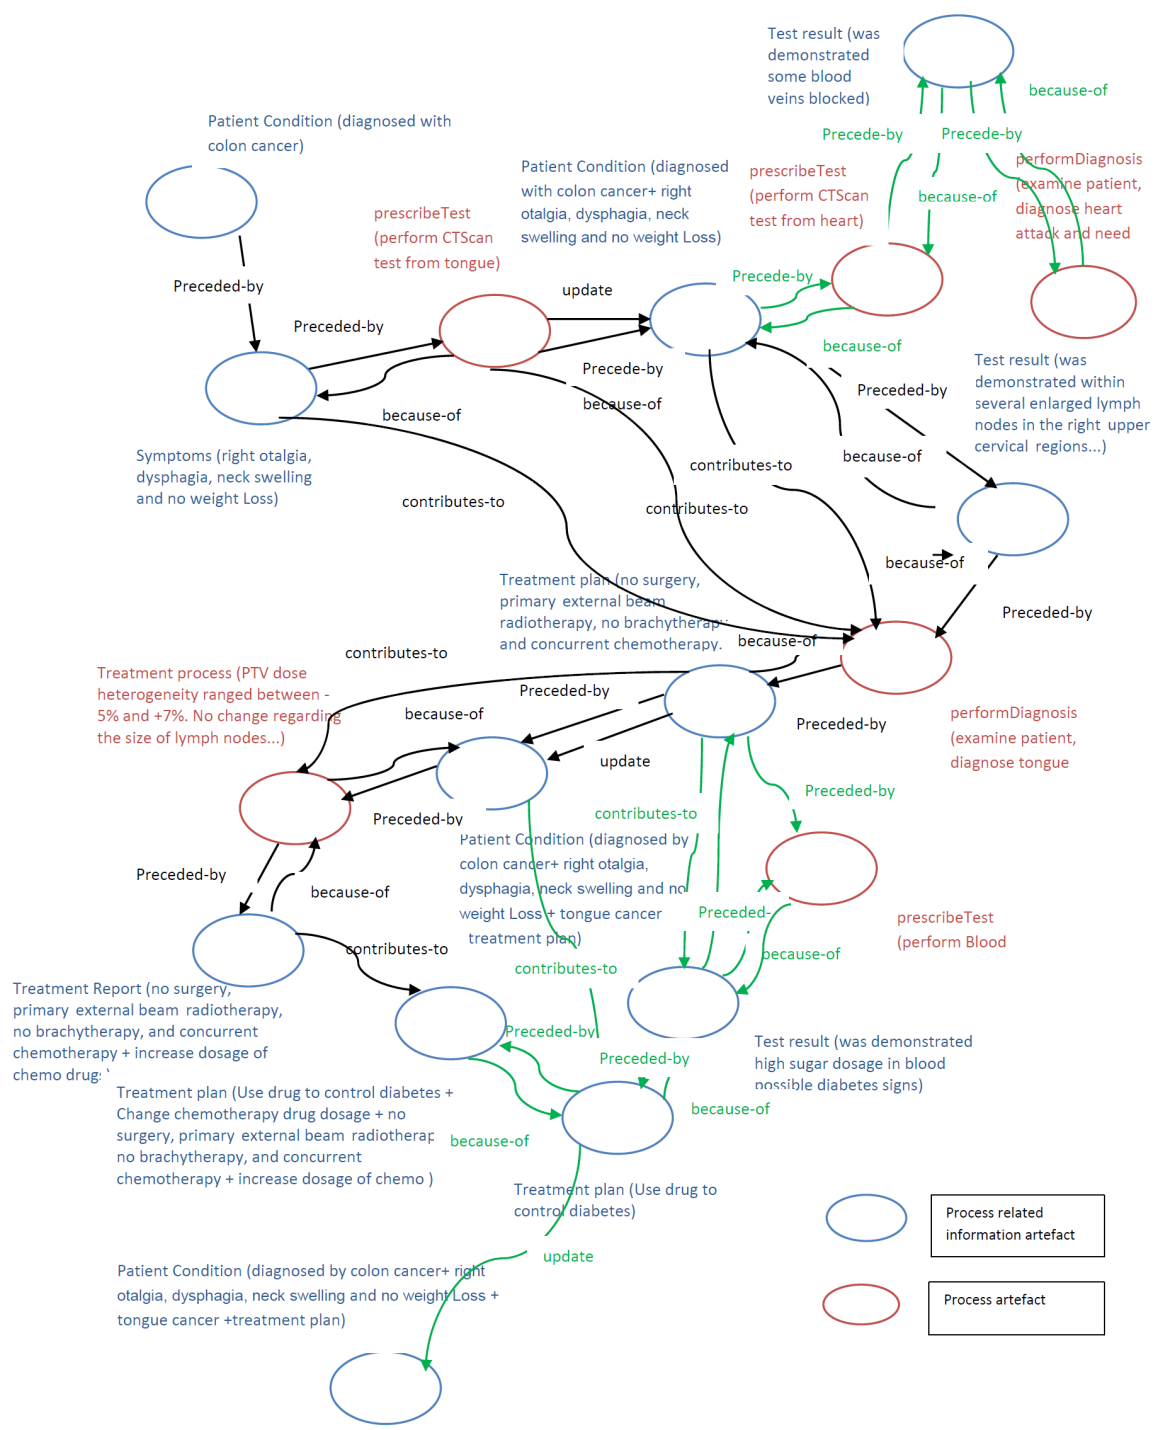 Test result (was
demonstrated
some blood
veins blocked)
because-of
Patient Condition (diagnosed with
colon cancer)
Precede-by
Precede-by
Patient Condition (diagnosed
with colon cancer+ right
otalgia, dysphagia, neck
swelling and no weight Loss)
prescribeTest
(perform CTScan
test from heart)
performDiagnosis
(examine patient,
diagnose heart
attack and need
because-of
prescribeTest
(perform CTScan
test from tongue)
Preceded-by
Precede-by
update
Preceded-by
because-of
Precede-by
Test result (was
demonstrated within
several enlarged lymph
nodes in the right upper
cervical regions...)
Preceded-by
because-of
because-of
Symptoms (right otalgia,
dysphagia, neck swelling
and no weight Loss)
because-of
contributes-to
contributes-to
contributes-to
because-of
Treatment plan (no surgery,
primary external beam
radiotherapy, no brachytherapy
and concurrent chemotherapy.
Preceded-by
because-of
contributes-to
Treatment process (PTV dose
heterogeneity ranged between -
5% and +7%. No change regarding
the size of lymph nodes...)
Preceded-by
because-of
Preceded-by
performDiagnosis
(examine patient,
diagnose tongue
update
Preceded-by
contributes-to
Preceded-by
Patient Condition (diagnosed by
colon cancer+ right otalgia,
dysphagia, neck swelling and no
weight Loss + tongue cancer
treatment plan)
Preceded-by
because-of
Preceded-
prescribeTest
(perform Blood
because-of
contributes-to
contributes-to
Treatment Report (no surgery,
primary external beam radiotherapy,
no brachytherapy, and concurrent
chemotherapy + increase dosage of
chemo drugs
Preceded-by
Preceded-by
Test result (was demonstrated
high sugar dosage in blood
possible diabetes signs)
Treatment plan (Use drug to control diabetes +
Change chemotherapy drug dosage + no
surgery, primary external beam radiotherap
no brachytherapy, and concurrent
chemotherapy + increase dosage of chemo )
because-of
because-of
Treatment plan (Use drug to
control diabetes)
update
Process related
information artefact
Patient Condition (diagnosed by colon cancer+ right
otalgia, dysphagia, neck swelling and no weight Loss +
tongue cancer +treatment plan)
Process artefact